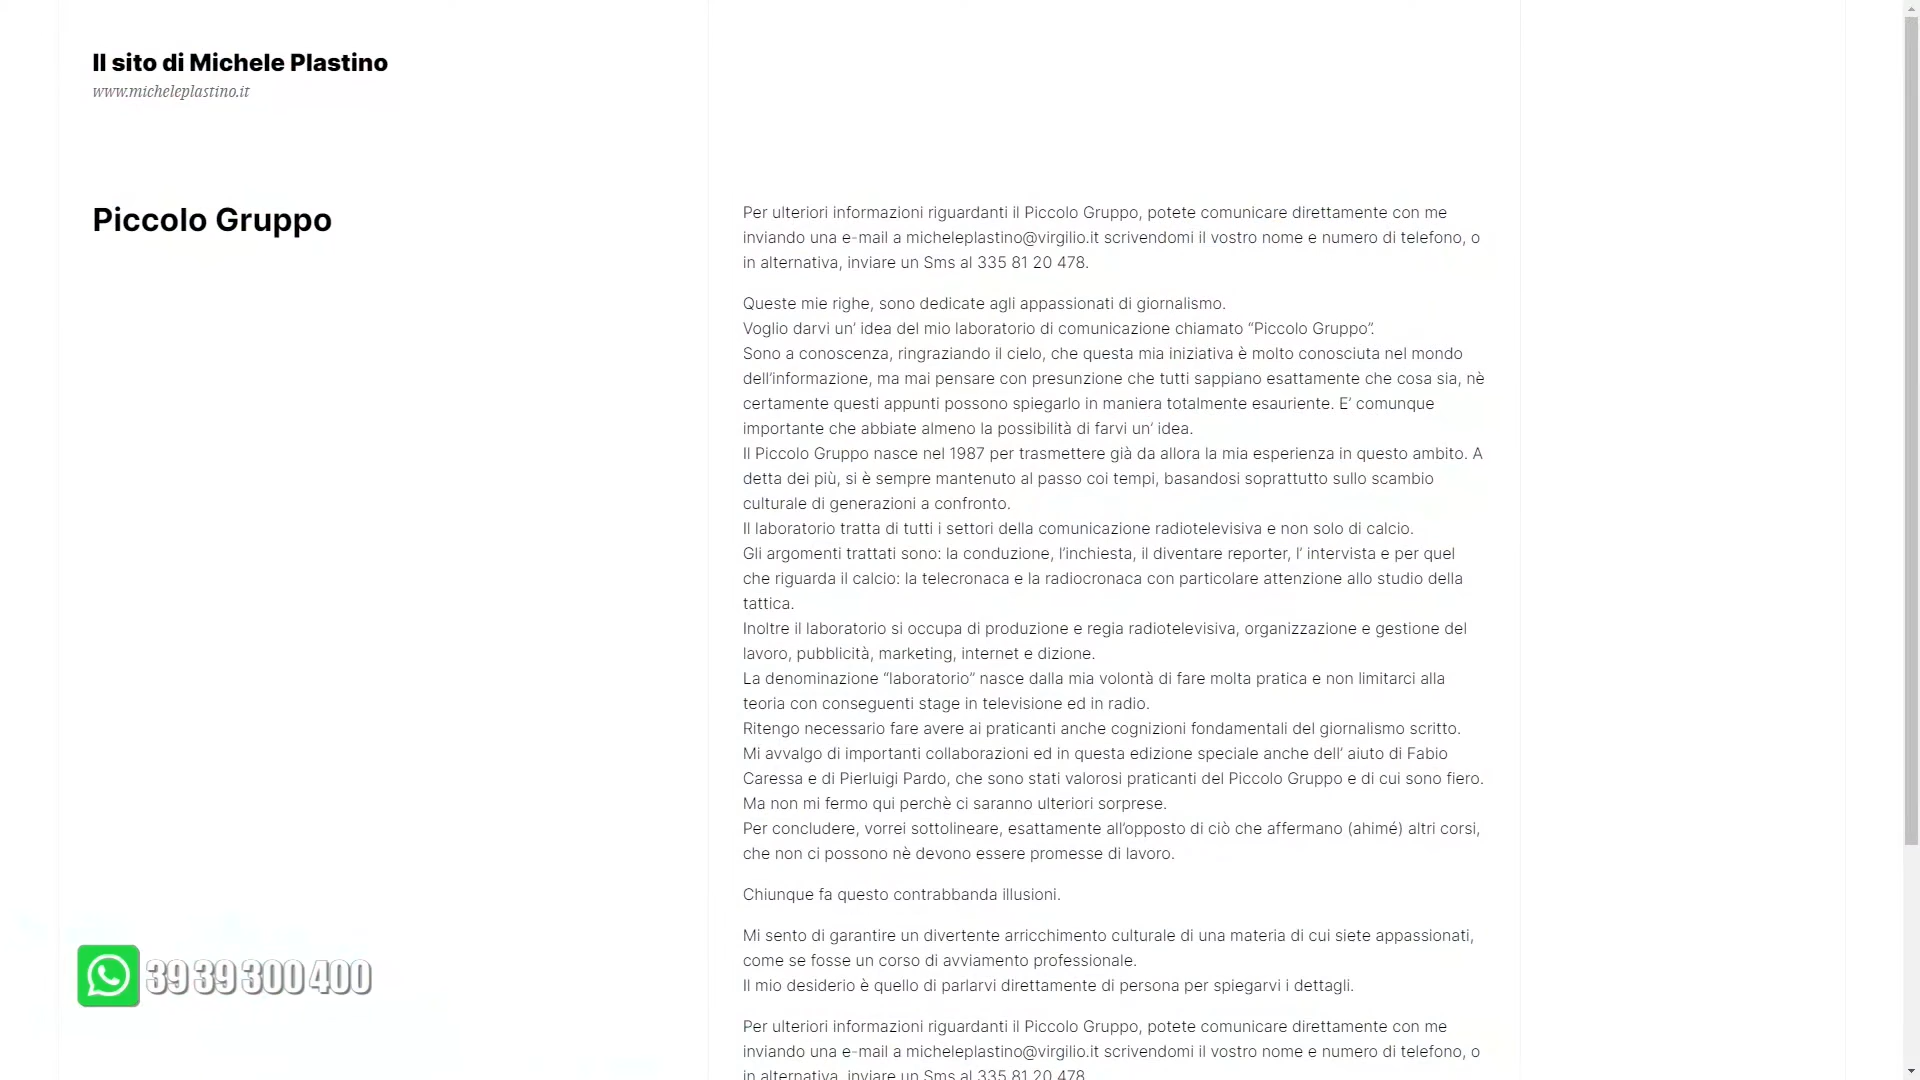 Il sito di Michele Plastino
www.micheleplastino.it
Piccolo Gruppo
Per ulteriori informazioni riguardanti il Piccolo Gruppo, potete comunicare direttamente con me
inviando una e-mail a micheleplastino@virgilio.it scrivendomi il vostro nome e numero di telefono, o
in alternativa, inviare un Sms al 335 81 20 478.
Queste mie righe, sono dedicate agli appassionati di giornalismo.
Voglio darvi un’ idea del mio laboratorio di comunicazione chiamato “Piccolo Gruppo”.
Sono a conoscenza, ringraziando il cielo, che questa mia iniziativa è molto conosciuta nel mondo
dell’informazione, ma mai pensare con presunzione che tutti sappiano esattamente che cosa sia, nè
certamente questi appunti possono spiegarlo in maniera totalmente esauriente. E’ comunque
importante che abbiate almeno la possibilità di farvi un’ idea.
Il Piccolo Gruppo nasce nel 1987 per trasmettere già da allora la mia esperienza in questo ambito. A
detta dei più, si è sempre mantenuto al passo coi tempi, basandosi soprattutto sullo scambio
culturale di generazioni a confronto.
Il laboratorio tratta di tutti i settori della comunicazione radiotelevisiva e non solo di calcio.
Gli argomenti trattati sono: la conduzione, l’inchiesta, il diventare reporter, l’ intervista e per quel
che riguarda il calcio: la telecronaca e la radiocronaca con particolare attenzione allo studio della
tattica.
Inoltre il laboratorio si occupa di produzione e regia radiotelevisiva, organizzazione e gestione del
lavoro, pubblicità, marketing, internet e dizione.
La denominazione “laboratorio” nasce dalla mia volontà di fare molta pratica e non limitarci alla
teoria con conseguenti stage in televisione ed in radio.
Ritengo necessario fare avere ai praticanti anche cognizioni fondamentali del giornalismo scritto.
Mi avvalgo di importanti collaborazioni ed in questa edizione speciale anche dell’ aiuto di Fabio
Caressa e di Pierluigi Pardo, che sono stati valorosi praticanti del Piccolo Gruppo e di cui sono fiero.
Ma non mi fermo qui perchè ci saranno ulteriori sorprese.
Per concludere, vorrei sottolineare, esattamente all’opposto di ciò che affermano (ahimé) altri corsi,
che non ci possono nè devono essere promesse di lavoro.
Chiunque fa questo contrabbanda illusioni.
Mi sento di garantire un divertente arricchimento culturale di una materia di cui siete appassionati,
come se fosse un corso di avviamento professionale.
Il mio desiderio è quello di parlarvi direttamente di persona per spiegarvi i dettagli.
Per ulteriori informazioni riguardanti il Piccolo Gruppo, potete comunicare direttamente con me
inviando una e-mail a micheleplastino@virgilio.it scrivendomi il vostro nome e numero di telefono, o
in alternativa, inviare un Sms al 335 81 20 478
39 39 300 400